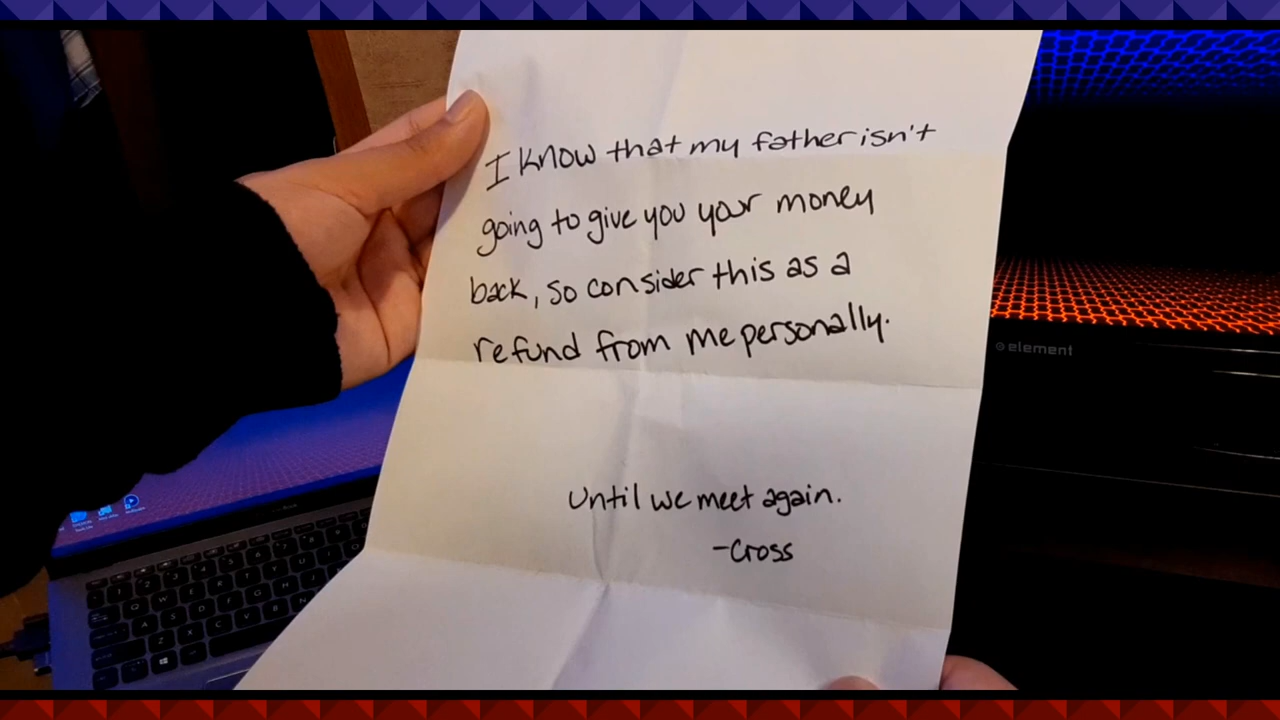 I know that my father isn't
going to give you your money
back, so consider this as a
refund from me personally.
Until we meet again.
-Cross
element